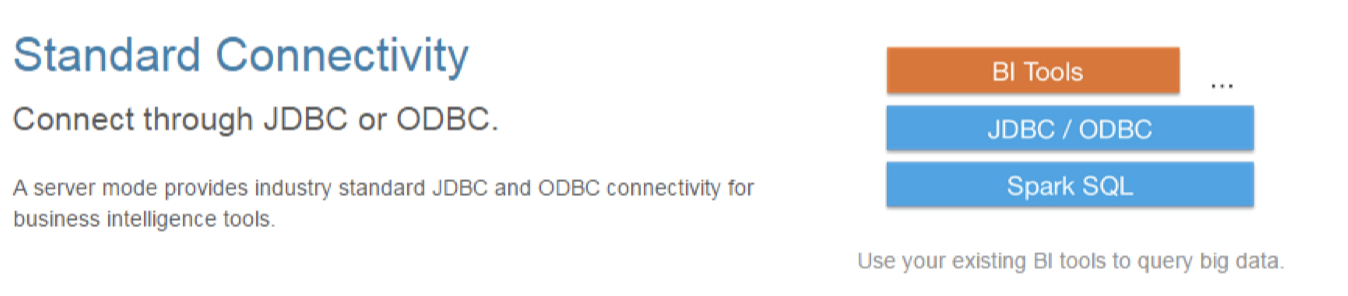 Standard Connectivity
Connect through JDBC or ODBC.
A server mode provides industry standard JDBC and ODBC connectivity for
business intelligence tools.
BI Tools
...
JDBC / ODBC
Spark SQL
Use your existing BI tools to query big data.